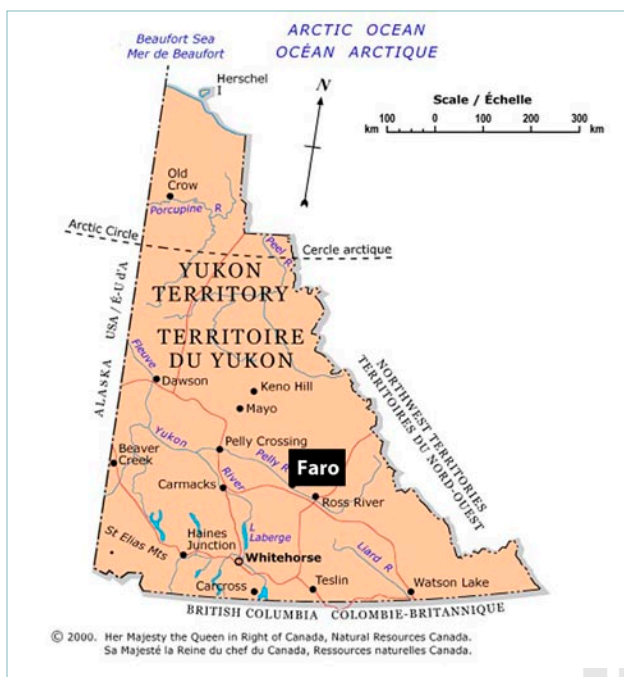 Beaufort Sea
Mer de Beaufort
ARCTIC OCEAN
OCÉAN ARCTIQUE
Herschel
I
N
Scale / Échelle
100 0 100 200 300
km km
Old
Crow
Porcupine R
Arctic Circle
Peel R
Cercle arctique
YUKON
TERRITORY
TERRITOIRE
DU YUKON
ALASKA USA / É-U d'A
NORTHWEST TERRITORIES
TERRITOIRES DU NORD-OUEST
Fleuve
Dawson
Keno Hill
Mayo
Yukon
River
Pelly Crossing
Pelly R
Faro
Beaver
Creek
Carmacks
Ross River
L
Laberge
St Elias Mts
Haines
Junction
Whitehorse
Liard R
Carcross
Teslin
Watson Lake
BRITISH COLUMBIA COLOMBIE-BRITANNIQUE
© 2000. Her Majesty the Queen in Right of Canada, Natural Resources Canada.
Sa Majesté la Reine du chef du Canada, Ressources naturelles Canada.